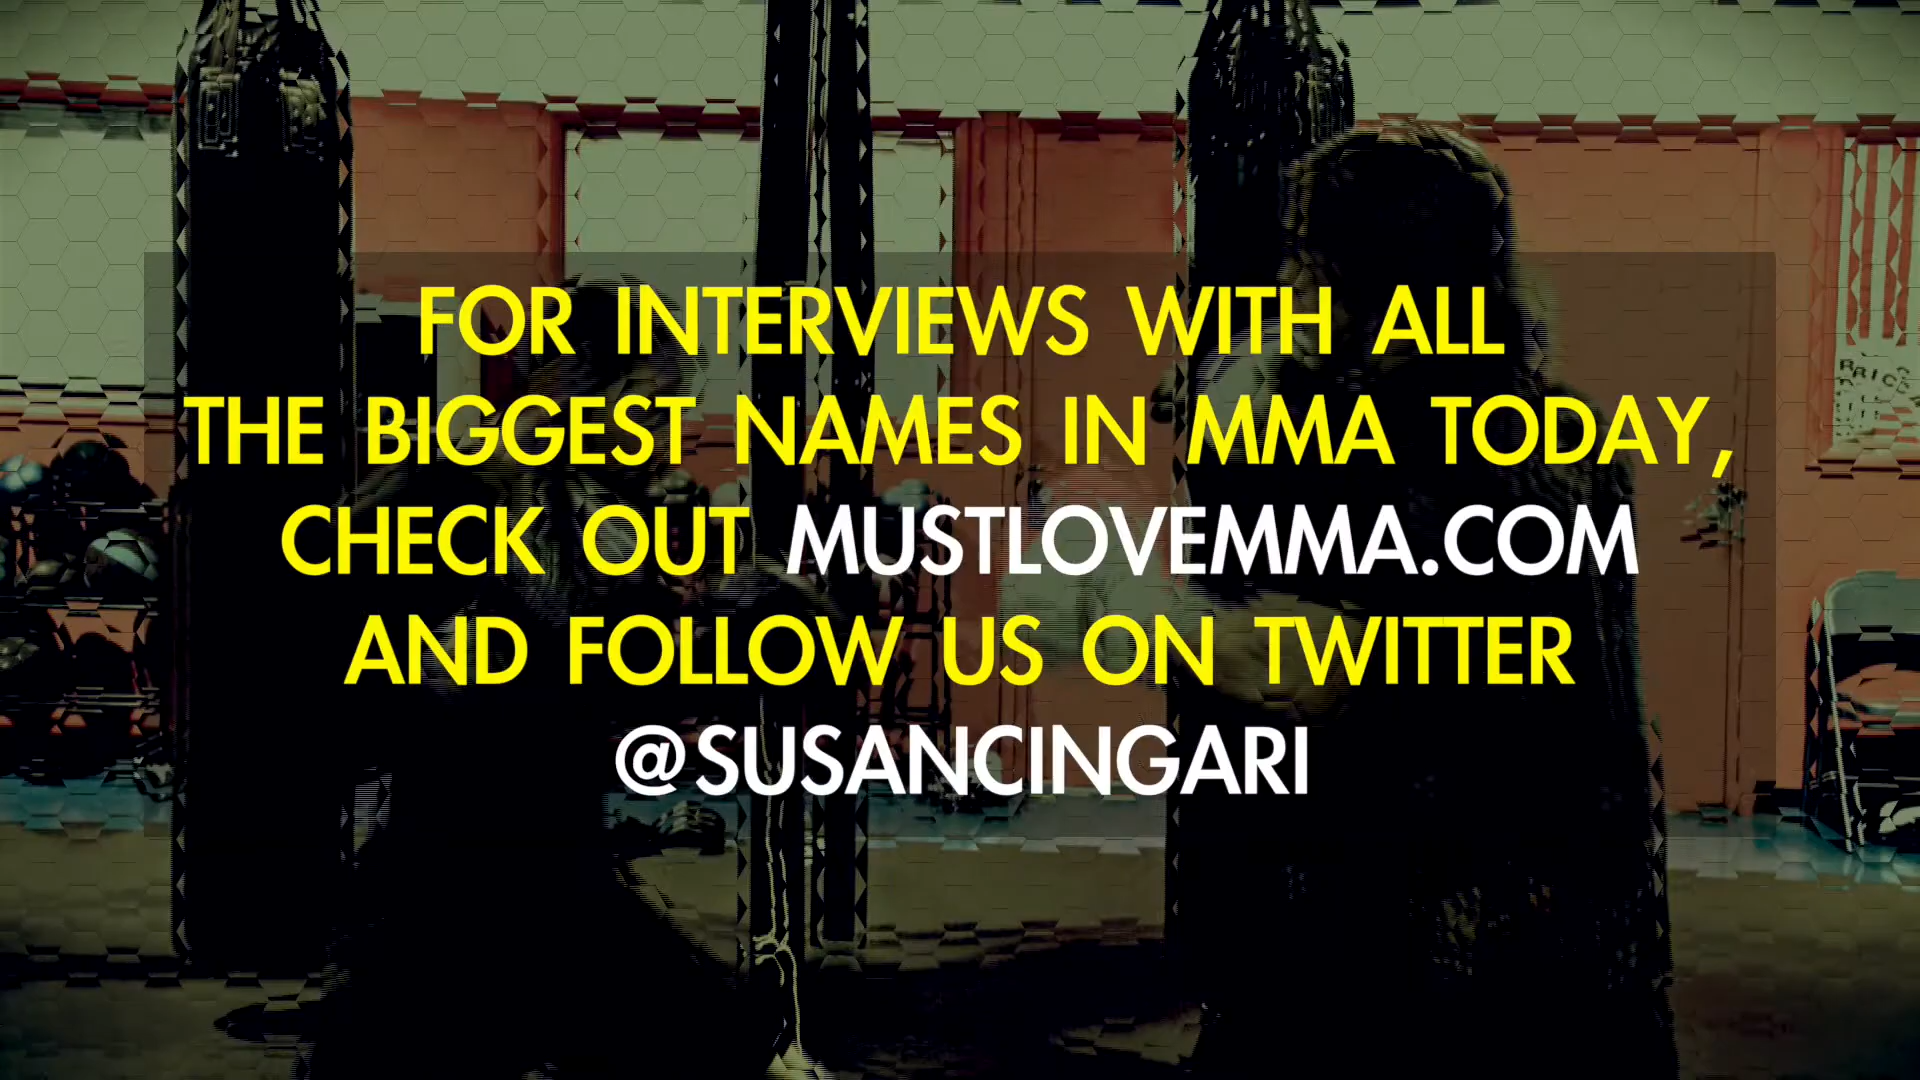 FOR INTERVIEWS WITH ALL
THE BIGGEST NAMES IN MMA TODAY,
CHECK OUT MUSTLOVEMMA.COM
AND FOLLOW US ON TWITTER
@SUSANCINGARI